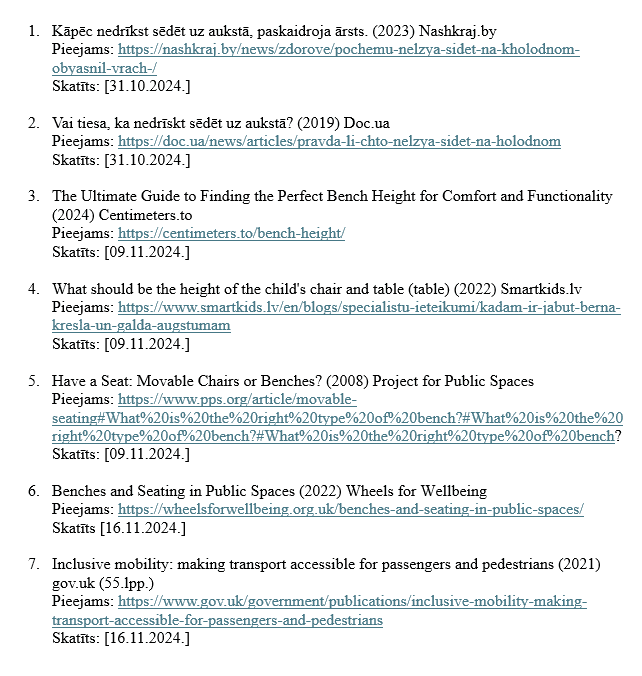 1. Kāpēc nedrīkst sēdēt uz aukstā, paskaidroja ārsts. (2023) Nashkraj.by
Pieejams: https://nashkraj.by/news/zdorove/pochemu-nelzya-sidet-na-kholodnom-
obyasnil-vrach-/
Skatīts: [31.10.2024.]
2. Vai tiesa, ka nedrīskt sēdēt uz aukstā? (2019) Doc.ua
Pieejams: https://doc.ua/news/articles/pravda-li-chto-nelzya-sidet-na-holodnom
Skatīts: [31.10.2024.]
3. The Ultimate Guide to Finding the Perfect Bench Height for Comfort and Functionality
(2024) Centimeters.to
Pieejams: https://centimeters.to/bench-height/
Skatīts: [09.11.2024.]
4. What should be the height of the child's chair and table (table) (2022) Smartkids.lv
Pieejams: https://www.smartkids.lv/en/blogs/specialistu-ieteikumi/kadam-ir-jabut-berna-
kresla-un-galda-augstumam
Skatīts: [09.11.2024.]
5. Have a Seat: Movable Chairs or Benches? (2008) Project for Public Spaces
Pieejams: https://www.pps.org/article/movable-
seating#What%20is%20the%20right%20type%20of%20bench?#What%20is%20the%20
right%20type%20of%20bench?#What%20is%20the%20right%20type%20of%20bench?
Skatīts: [09.11.2024.]
6. Benches and Seating in Public Spaces (2022) Wheels for Wellbeing
Pieejams: https://wheelsforwellbeing.org.uk/benches-and-seating-in-public-spaces/
Skatīts [16.11.2024.]
7. Inclusive mobility: making transport accessible for passengers and pedestrians (2021)
gov.uk (55.lpp.)
Pieejams: https://www.gov.uk/government/publications/inclusive-mobility-making-
transport-accessible-for-passengers-and-pedestrians
Skatīts: [16.11.2024.]